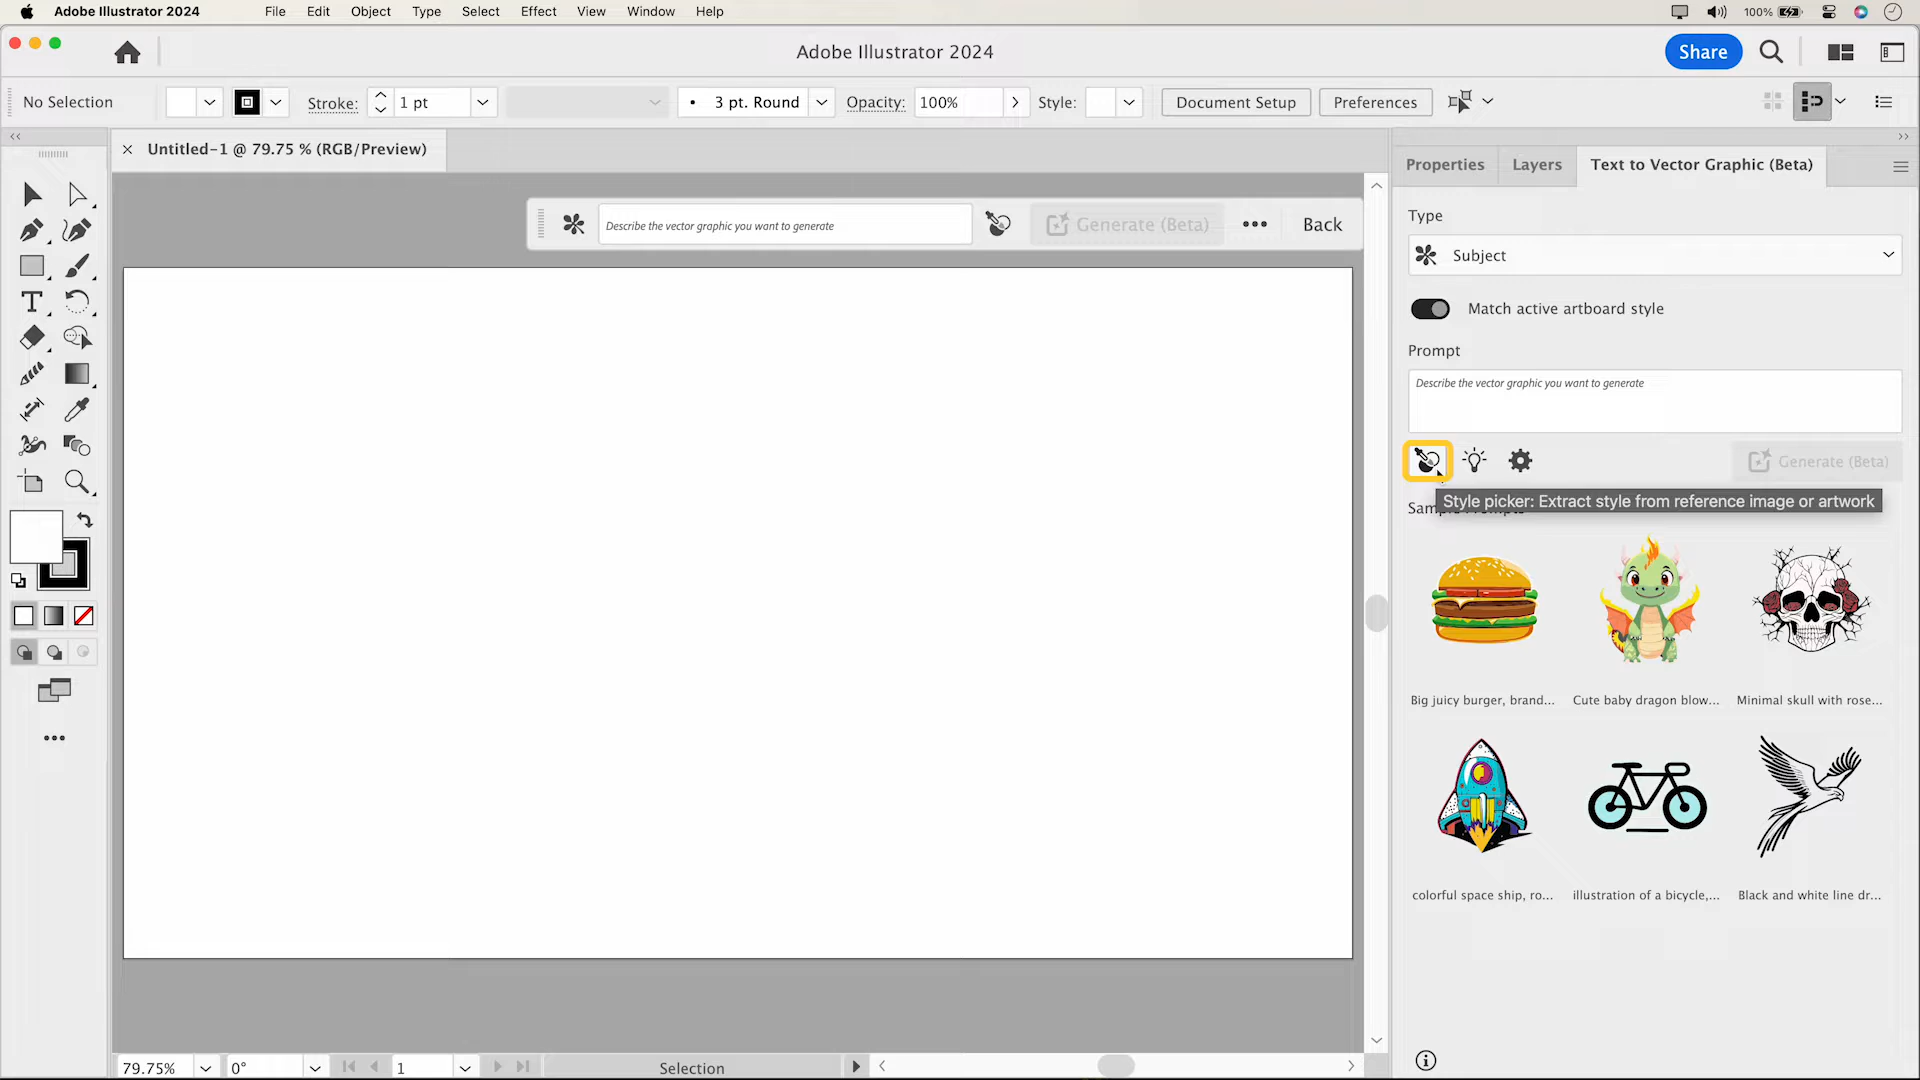 Adobe Illustrator 2024 File Edit Object Type Select Effect View Window Help 100%
Adobe Illustrator 2024 Share
No Selection Stroke: 1 pt 3 pt. Round Opacity: 100% Style: Document Setup Preferences
Untitled-1 @ 79.75 % (RGB/Preview)
Describe the vector graphic you want to generate Generate (Beta) Back
Properties Layers Text to Vector Graphic (Beta)
Type
Subject
Match active artboard style
Prompt
Describe the vector graphic you want to generate
Generate (Beta)
Style picker: Extract style from reference image or artwork
Big juicy burger, brand... Cute baby dragon blow... Minimal skull with rose...
colorful space ship, ro... illustration of a bicycle,... Black and white line dr...
79.75% 0° 1 Selection